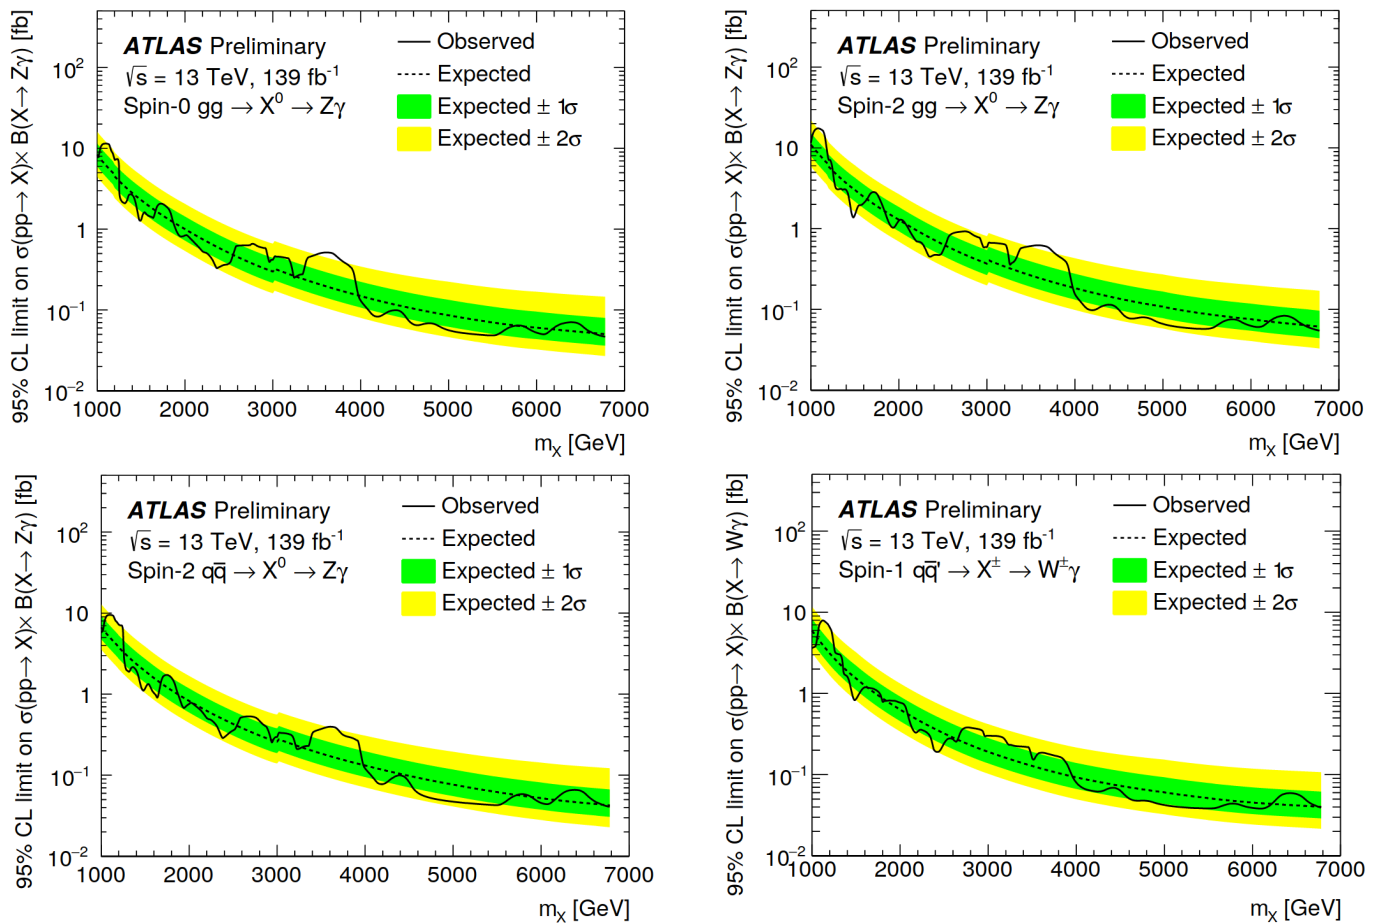 95% CL limit on σ(pp→ X)× B(X→ Zγ) [fb]
ATLAS Preliminary
√s = 13 TeV, 139 fb⁻¹
Spin-0 gg → X⁰ → Zγ
Observed
Expected
Expected ± 1σ
Expected ± 2σ
10²
10
1
10⁻¹
10⁻²
1000 2000 3000 4000 5000 6000 7000
m_X [GeV]
95% CL limit on σ(pp→ X)× B(X→ Zγ) [fb]
ATLAS Preliminary
√s = 13 TeV, 139 fb⁻¹
Spin-2 gg → X⁰ → Zγ
Observed
Expected
Expected ± 1σ
Expected ± 2σ
10²
10
1
10⁻¹
10⁻²
1000 2000 3000 4000 5000 6000 7000
m_X [GeV]
95% CL limit on σ(pp→ X)× B(X→ Zγ) [fb]
ATLAS Preliminary
√s = 13 TeV, 139 fb⁻¹
Spin-2 qq̅ → X⁰ → Zγ
Observed
Expected
Expected ± 1σ
Expected ± 2σ
10²
10
1
10⁻¹
10⁻²
1000 2000 3000 4000 5000 6000 7000
m_X [GeV]
95% CL limit on σ(pp→ X)× B(X→ Wγ) [fb]
ATLAS Preliminary
√s = 13 TeV, 139 fb⁻¹
Spin-1 qq̅' → X± → W±γ
Observed
Expected
Expected ± 1σ
Expected ± 2σ
10²
10
1
10⁻¹
10⁻²
1000 2000 3000 4000 5000 6000 7000
m_X [GeV]